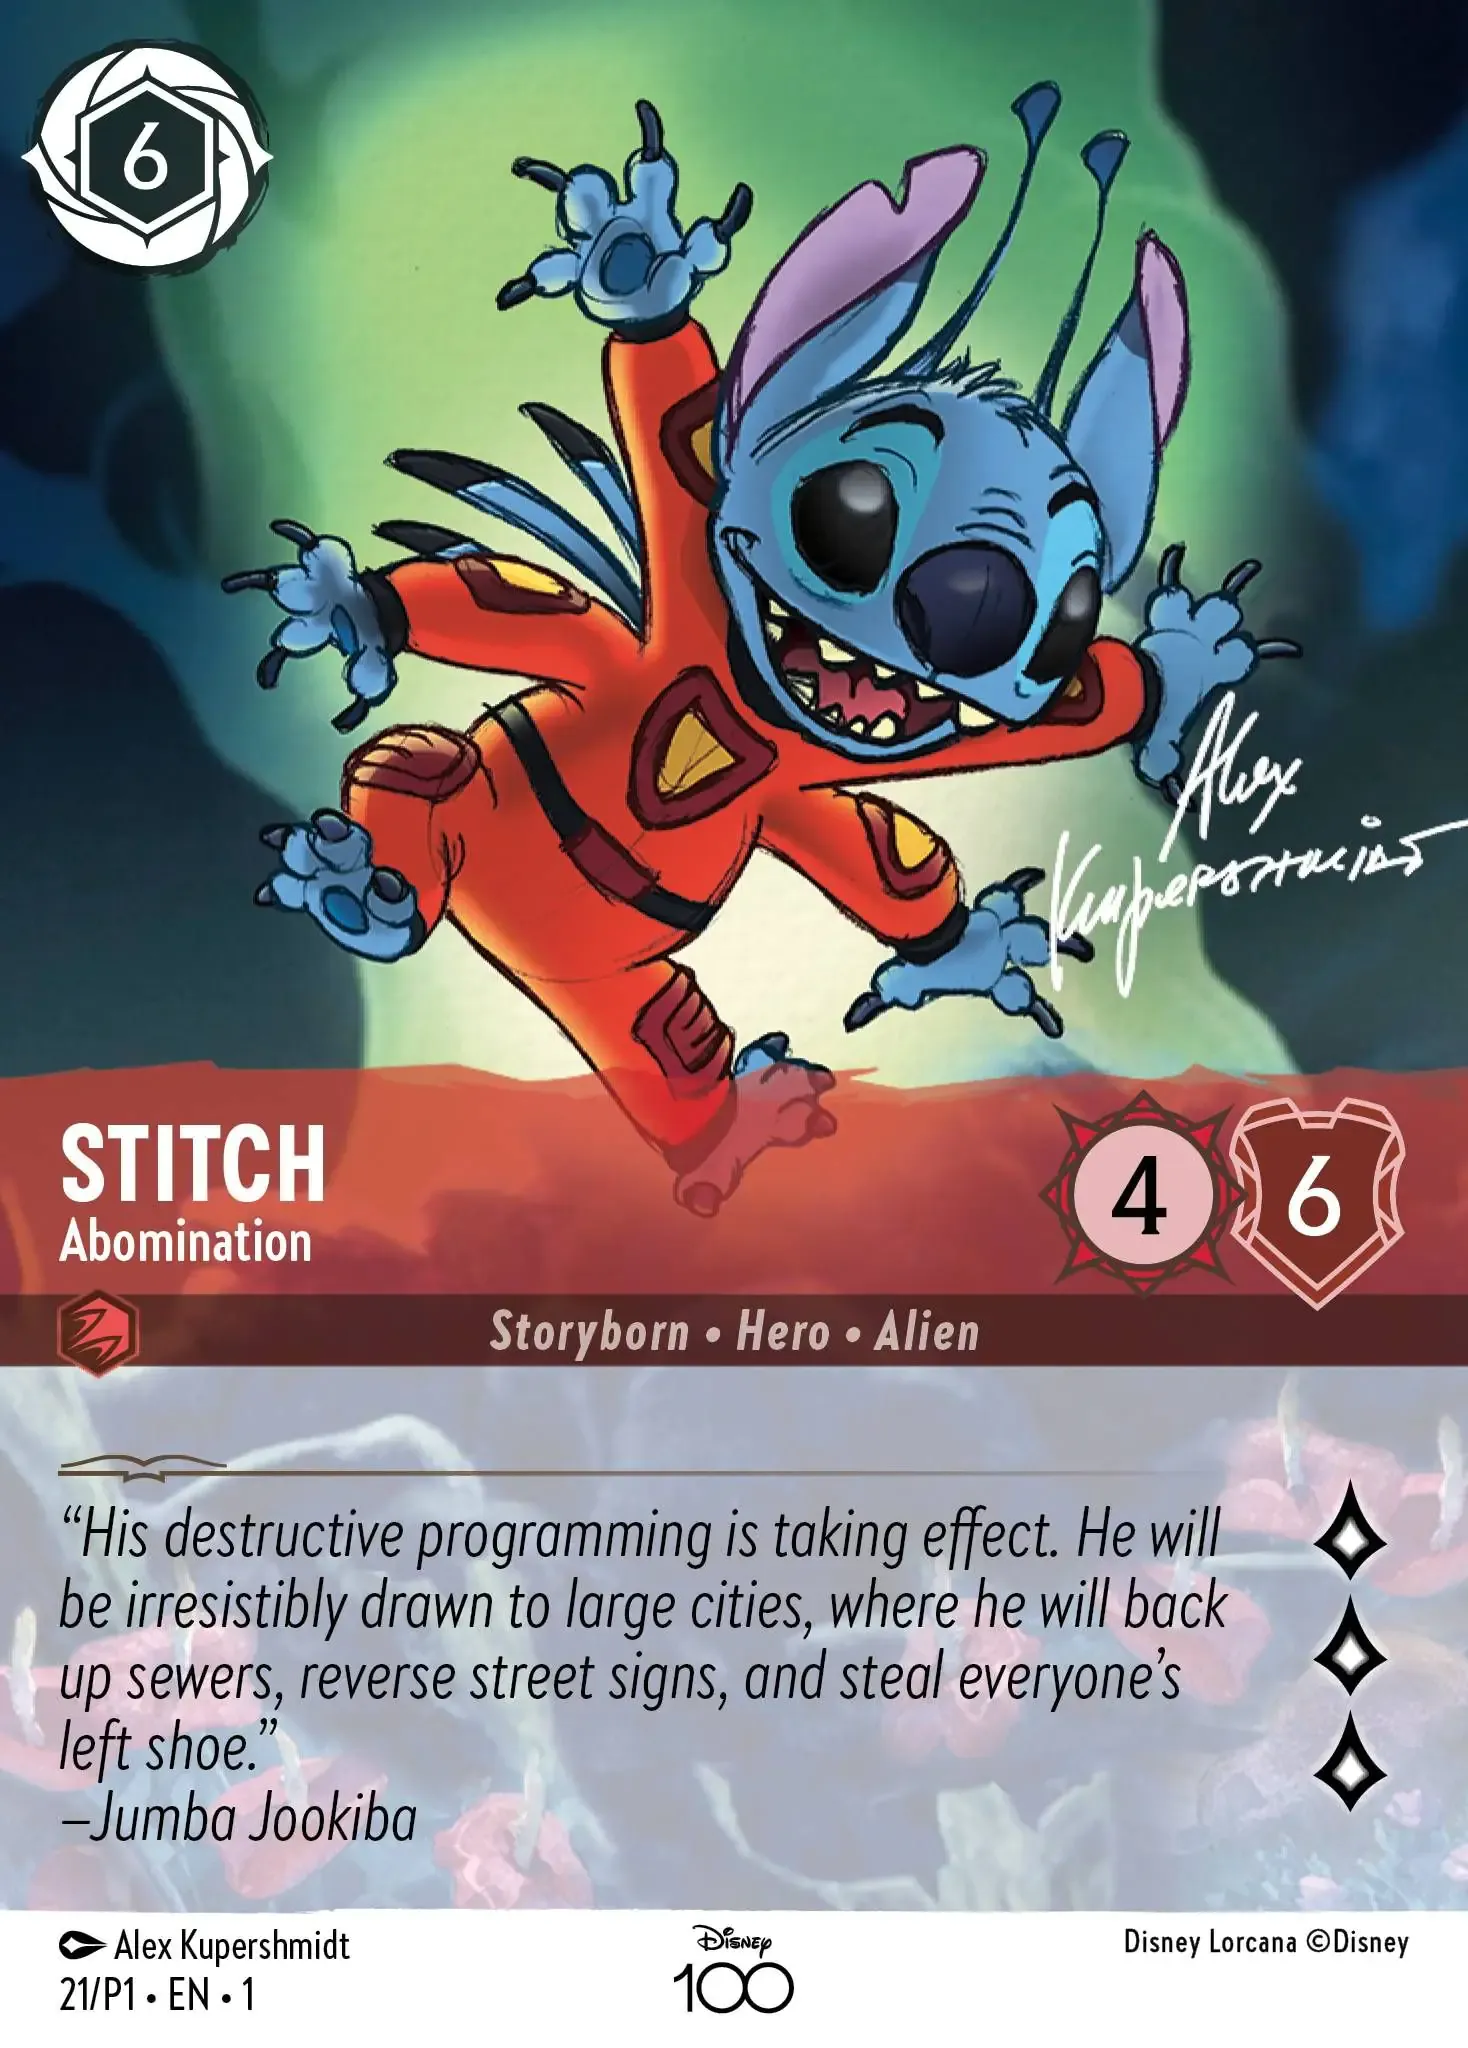 6
Alex
Kupershmidt
STITCH
Abomination
4
6
Storyborn • Hero • Alien
“His destructive programming is taking effect. He will
be irresistibly drawn to large cities, where he will back
up sewers, reverse street signs, and steal everyone’s
left shoe.”
–Jumba Jookiba
Alex Kupershmidt
21/P1 • EN • 1
Disney
100
Disney Lorcana ©Disney